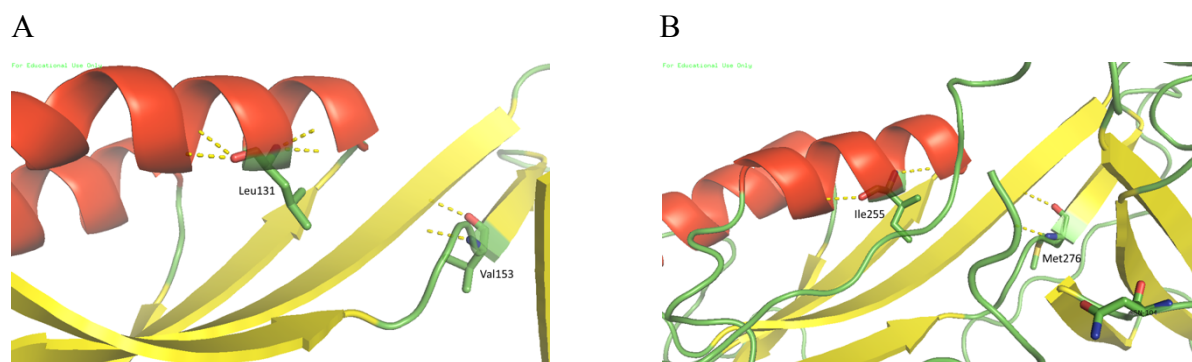 A
B
For Educational Use Only
For Educational Use Only
Leu131
Val153
Ile255
Met276